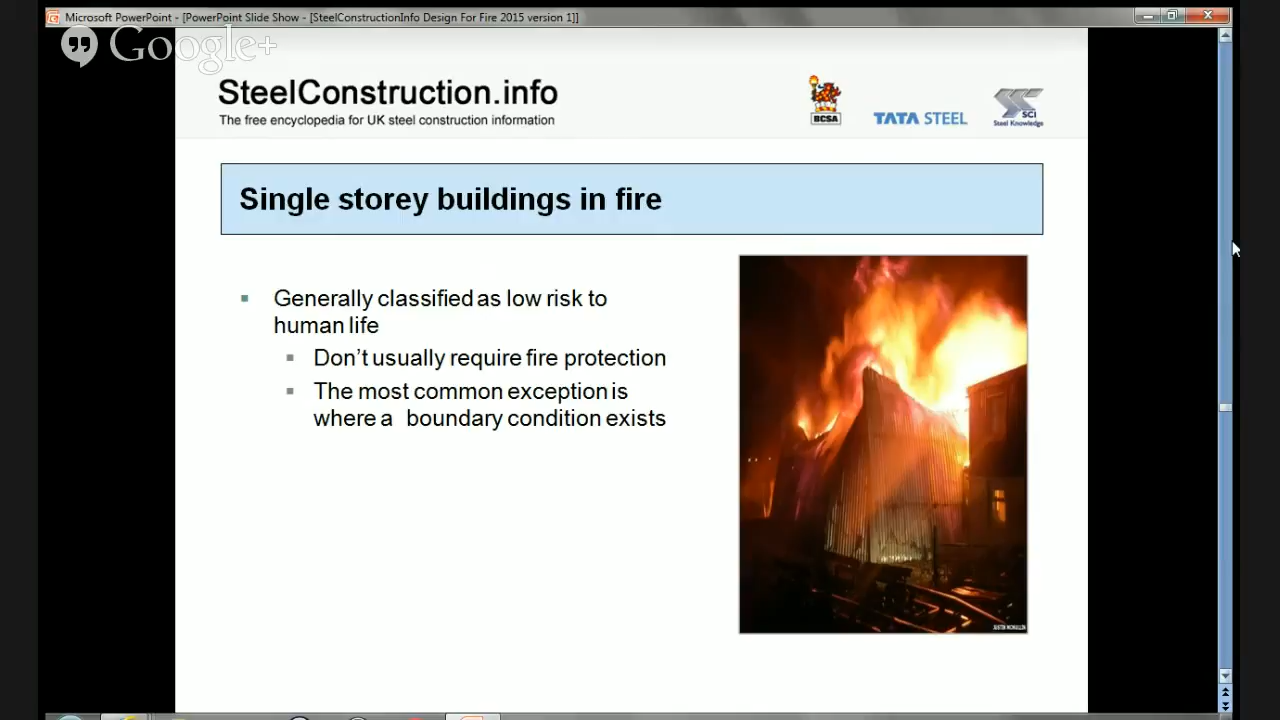 Microsoft PowerPoint - [PowerPoint Slide Show - [SteelConstructionInfo Design For Fire 2015 version 1]]
Google+
SteelConstruction.info
The free encyclopedia for UK steel construction information
BCSA
TATA STEEL
SCI
Steel Knowledge
Single storey buildings in fire
Generally classified as low risk to
human life
Don’t usually require fire protection
The most common exception is
where a boundary condition exists